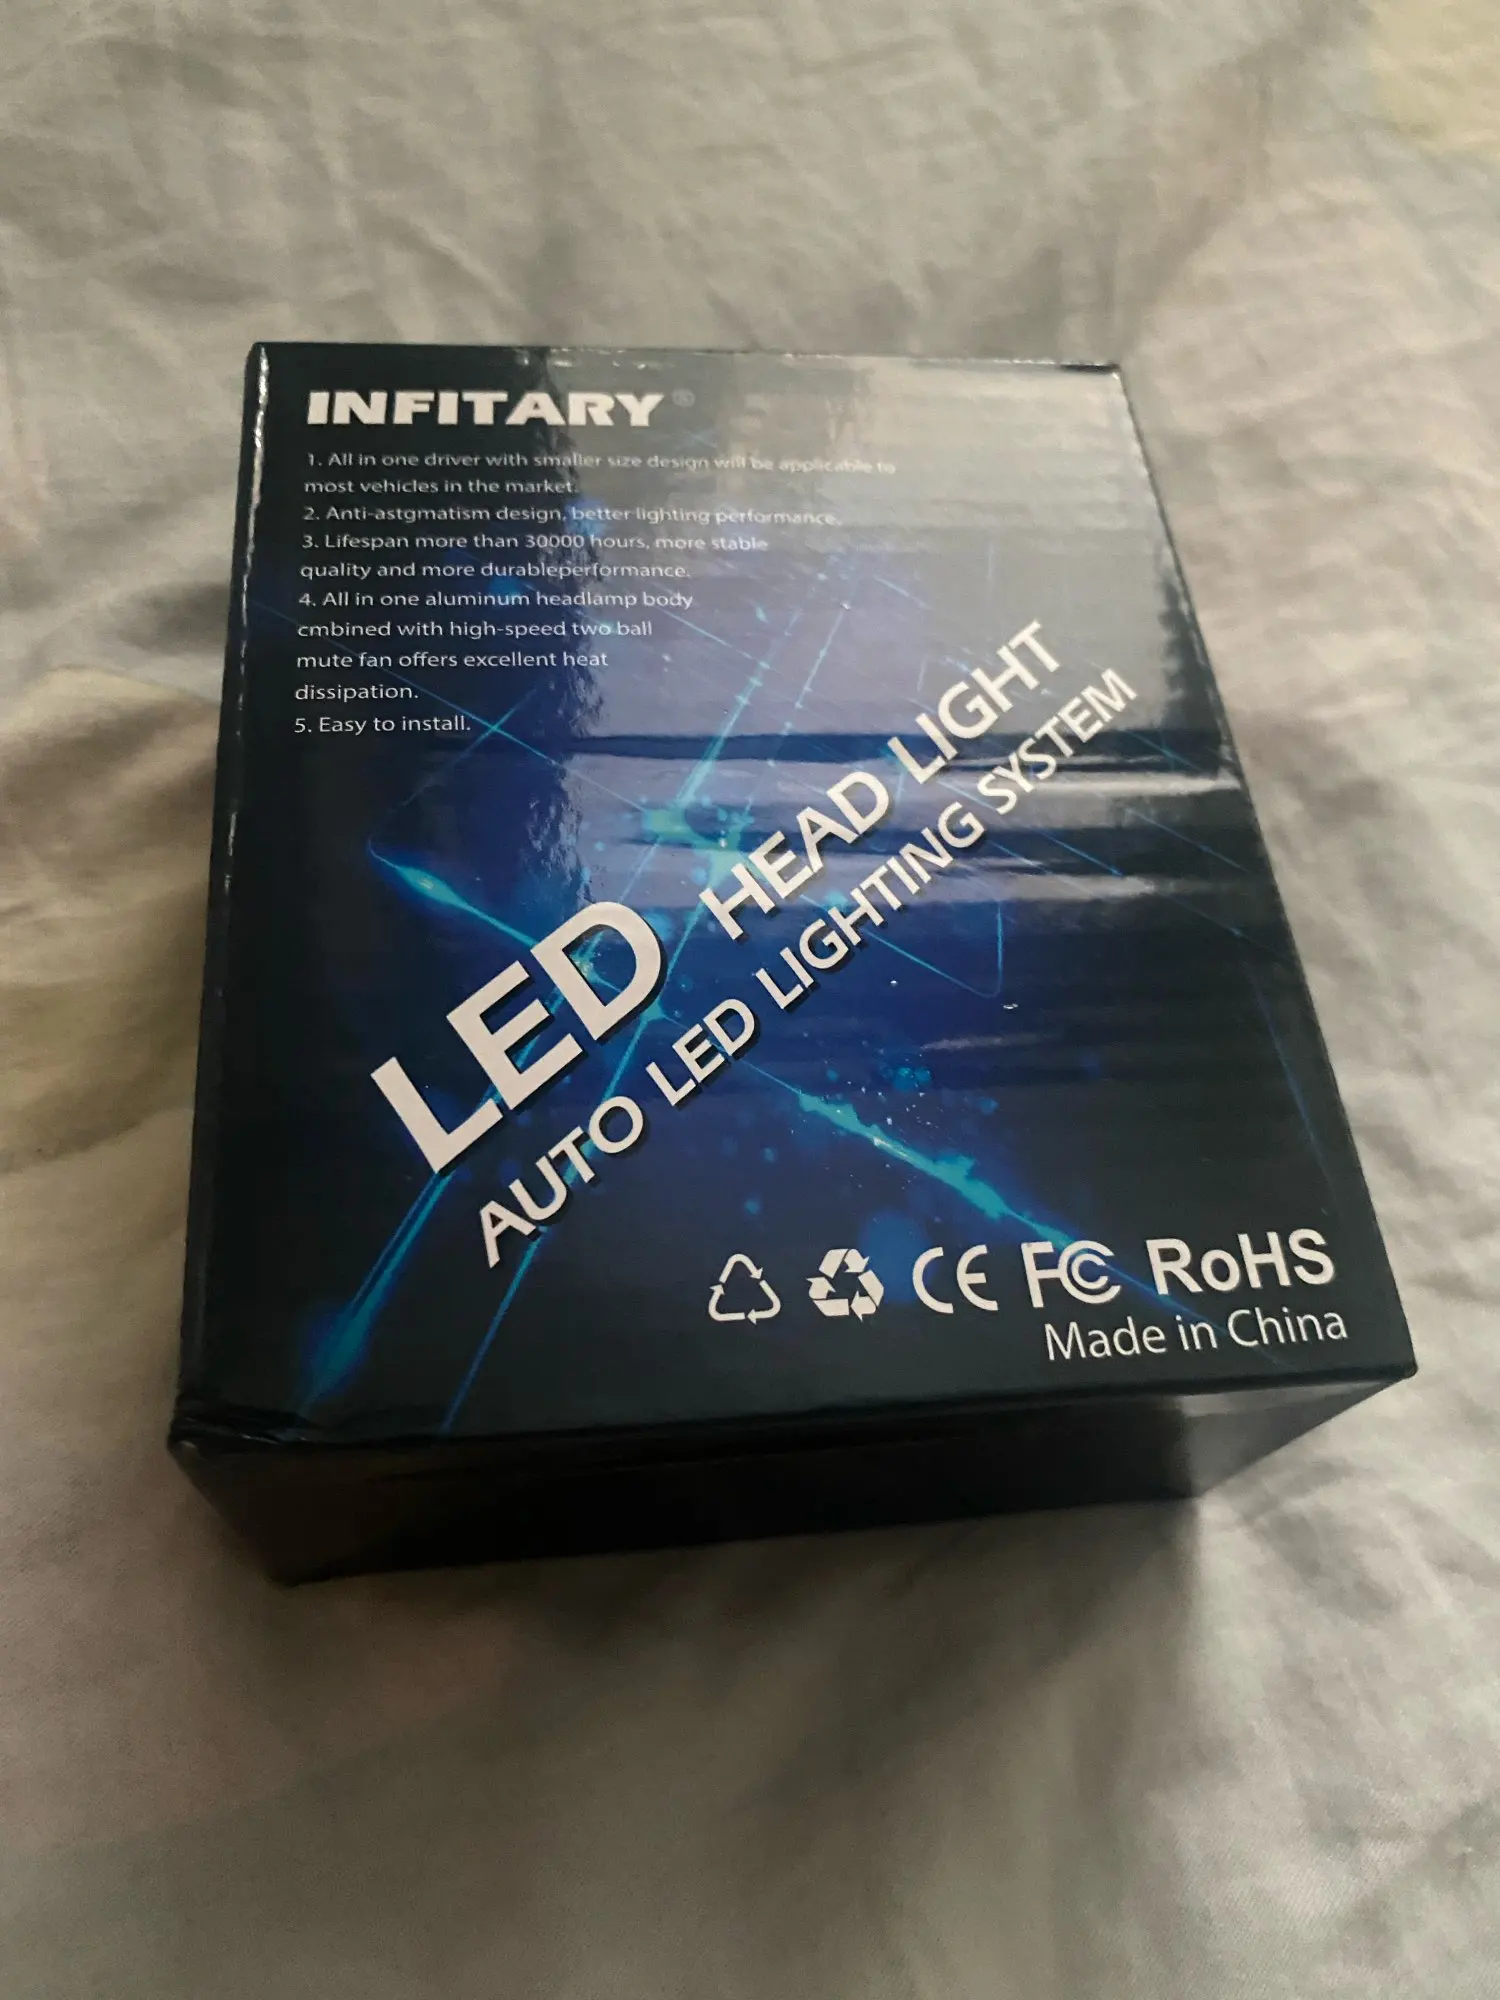 INFITARY®
1. All in one driver with smaller size design will be applicable to
most vehicles in the market.
2. Anti-astgmatism design, better lighting performance.
3. Lifespan more than 30000 hours, more stable
quality and more durableperformance.
4. All in one aluminum headlamp body
cmbined with high-speed two ball
mute fan offers excellent heat
dissipation.
5. Easy to install.
LED HEAD LIGHT
AUTO LED LIGHTING SYSTEM
CE FC RoHS
Made in China